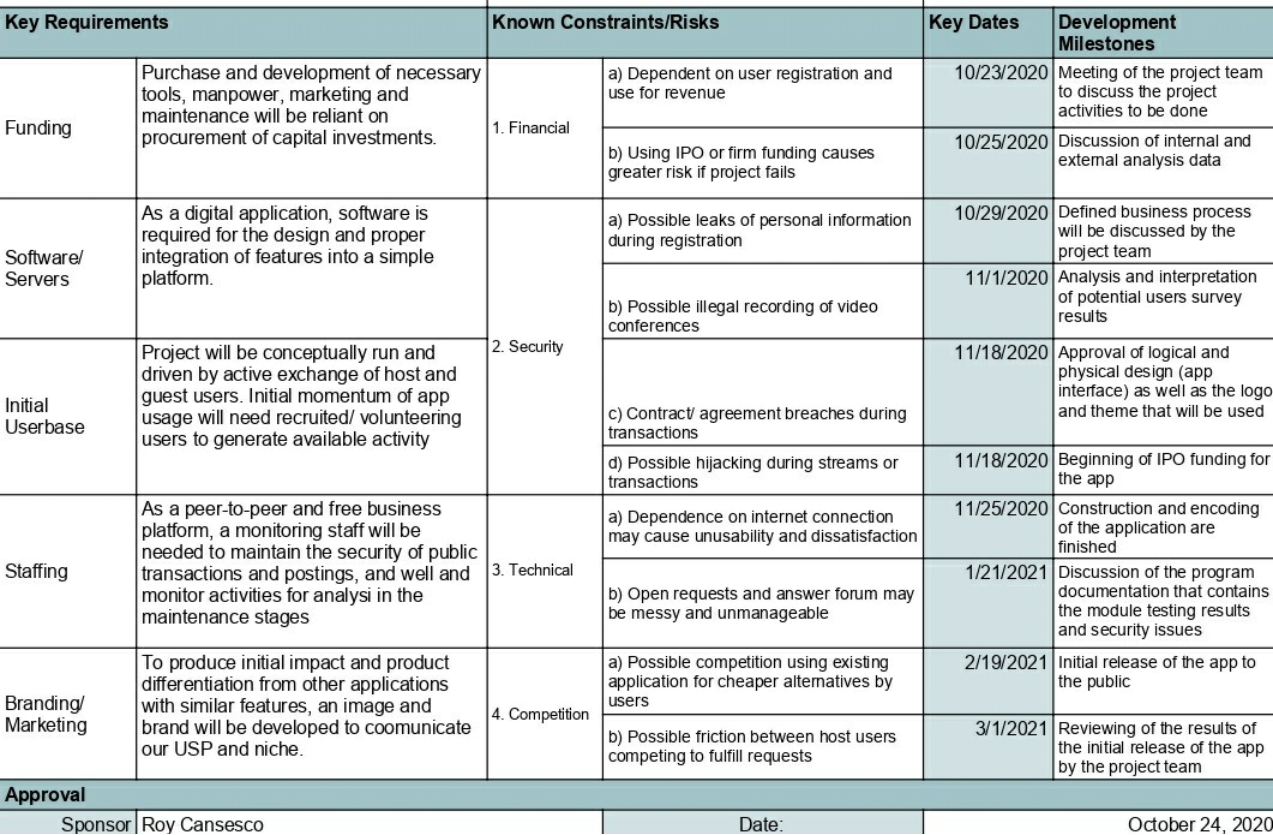 Key Requirements
Known Constraints/Risks
Key Dates
Development
Milestones
Funding
Purchase and development of necessary
tools, manpower, marketing and
maintenance will be reliant on
procurement of capital investments.
1. Financial
a) Dependent on user registration and
use for revenue
b) Using IPO or firm funding causes
greater risk if project fails
10/23/2020
Meeting of the project team
to discuss the project
activities to be done
10/25/2020
Discussion of internal and
external analysis data
Software/
Servers
As a digital application, software is
required for the design and proper
integration of features into a simple
platform.
2. Security
a) Possible leaks of personal information
during registration
b) Possible illegal recording of video
conferences
10/29/2020
Defined business process
will be discussed by the
project team
11/1/2020
Analysis and interpretation
of potential users survey
results
Initial
Userbase
Project will be conceptually run and
driven by active exchange of host and
guest users. Initial momentum of app
usage will need recruited/ volunteering
users to generate available activity
c) Contract/ agreement breaches during
transactions
d) Possible hijacking during streams or
transactions
11/18/2020
Approval of logical and
physical design (app
interface) as well as the logo
and theme that will be used
11/18/2020
Beginning of IPO funding for
the app
Staffing
As a peer-to-peer and free business
platform, a monitoring staff will be
needed to maintain the security of public
transactions and postings, and well and
monitor activities for analysi in the
maintenance stages
3. Technical
a) Dependence on internet connection
may cause unusability and dissatisfaction
b) Open requests and answer forum may
be messy and unmanageable
11/25/2020
Construction and encoding
of the application are
finished
1/21/2021
Discussion of the program
documentation that contains
the module testing results
and security issues
Branding/
Marketing
To produce initial impact and product
differentiation from other applications
with similar features, an image and
brand will be developed to coomunicate
our USP and niche.
4. Competition
a) Possible competition using existing
application for cheaper alternatives by
users
b) Possible friction between host users
competing to fulfill requests
2/19/2021
Initial release of the app to
the public
3/1/2021
Reviewing of the results of
the initial release of the app
by the project team
Approval
Sponsor
Roy Cansesco
Date:
October 24, 2020